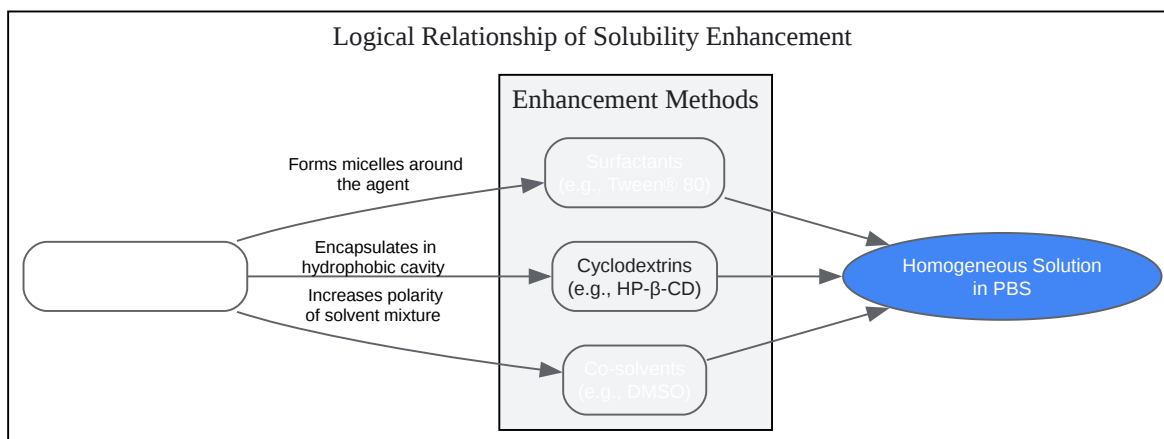 Logical Relationship of Solubility Enhancement
Enhancement Methods
Forms micelles around
the agent
Surfactants
(e.g., Tween® 80)
Encapsulates in
hydrophobic cavity
Cyclodextrins
(e.g., HP-β-CD)
Homogeneous Solution
in PBS
Increases polarity
of solvent mixture
Co-solvents
(e.g., DMSO)